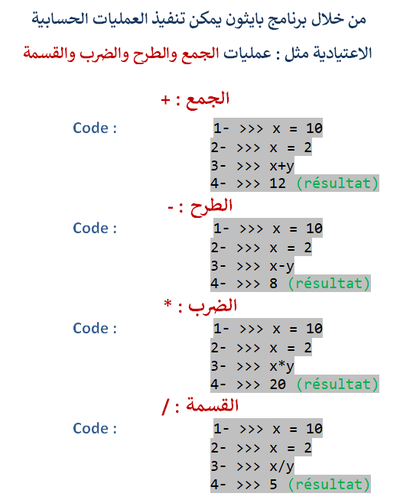 من خلال برنامج بايثون يمكن تنفيذ العمليات الحسابية
الاعتيادية مثل : عمليات الجمع والطرح والضرب والقسمة
الجمع : +
Code : 1- >>> x = 10
2- >>> x = 2
3- >>> x+y
4- >>> 12 (résultat)
الطرح : -
Code : 1- >>> x = 10
2- >>> x = 2
3- >>> x-y
4- >>> 8 (résultat)
الضرب : *
Code : 1- >>> x = 10
2- >>> x = 2
3- >>> x*y
4- >>> 20 (résultat)
القسمة : /
Code : 1- >>> x = 10
2- >>> x = 2
3- >>> x/y
4- >>> 5 (résultat)